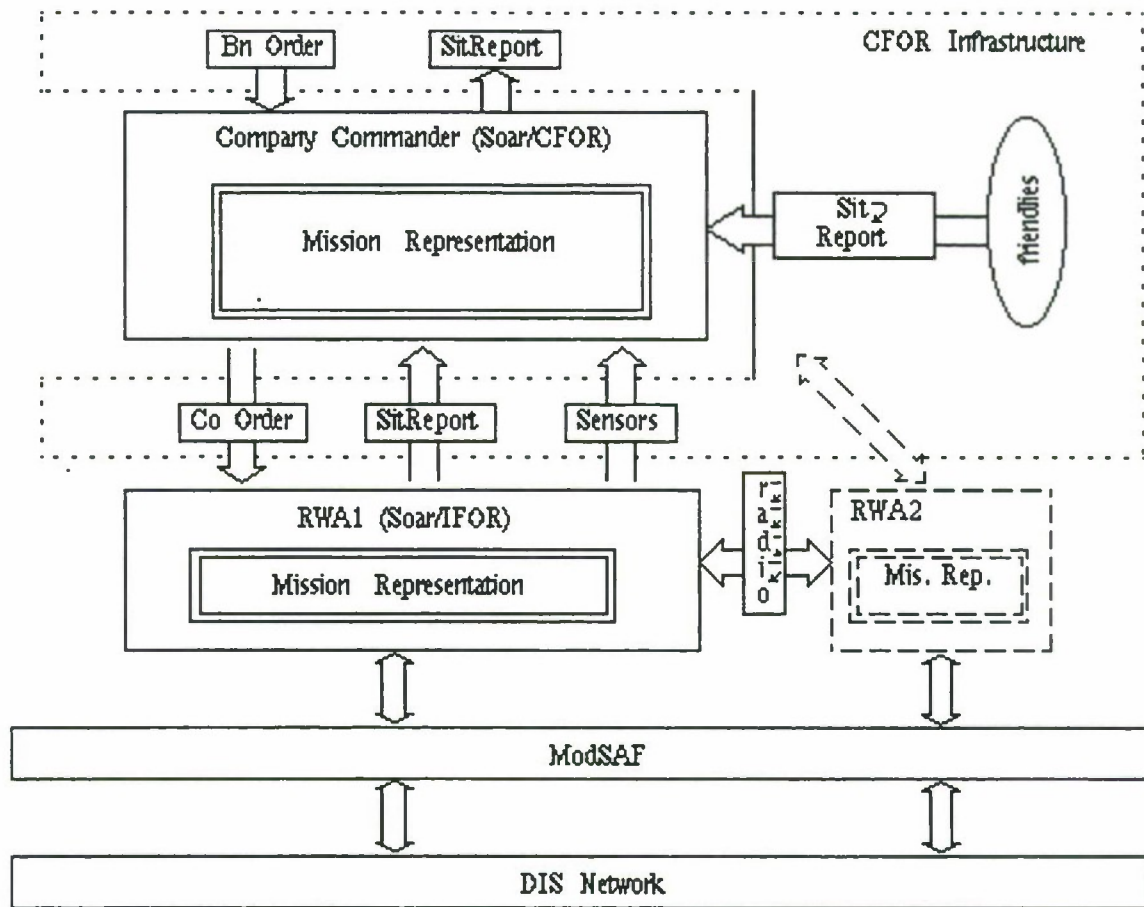 Bn Order
SitReport
CFOR Infrastructure
Company Commander (Soar/CFOR)
Mission Representation
Sit
Report
friendlies
Co Order
SitReport
Sensors
RWA1 (Soar/IFOR)
Mission Representation
radio
RWA2
Mis. Rep.
ModSAF
DIS Network